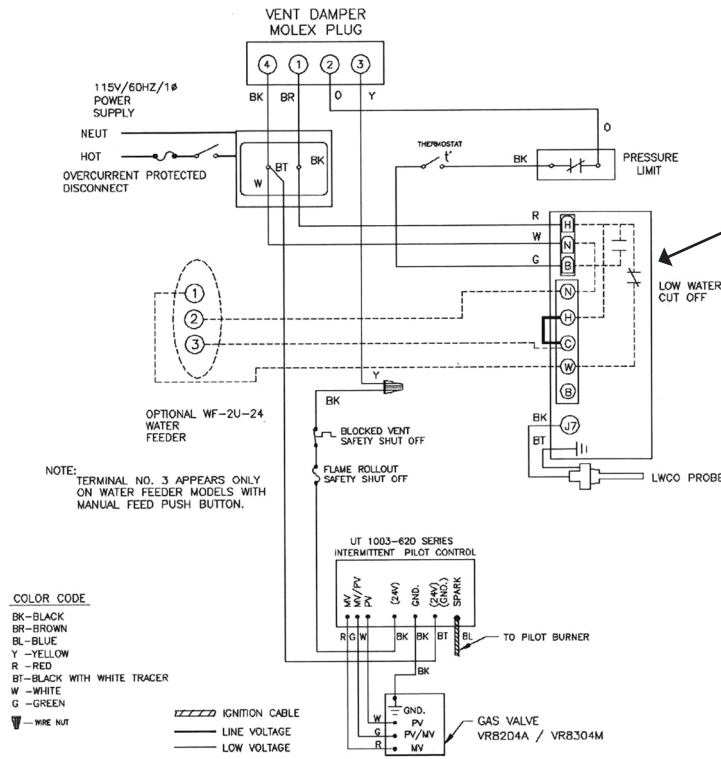 VENT DAMPER
MOLEX PLUG
4 1 2 3
BK BR O Y
115V/60HZ/1ø
POWER
SUPPLY
NEUT
HOT
OVERCURRENT PROTECTED
DISCONNECT
BT
BK
W
THERMOSTAT
t°
BK
O
PRESSURE
LIMIT
R H
W N
G B
LOW WATER
CUT OFF
N
H
C
W
B
1
2
3
OPTIONAL WF-2U-24
WATER
FEEDER
Y
BK
BLOCKED VENT
SAFETY SHUT OFF
FLAME ROLLOUT
SAFETY SHUT OFF
BK J7
BT
LWCO PROBE
NOTE:
TERMINAL NO. 3 APPEARS ONLY
ON WATER FEEDER MODELS WITH
MANUAL FEED PUSH BUTTON.
UT 1003-620 SERIES
INTERMITTENT PILOT CONTROL
MV
MV/PV
PV
(24V)
GND.
(24V)
(GND.)
SPARK
R G W BK BK BT BL
TO PILOT BURNER
BK
COLOR CODE
BK-BLACK
BR-BROWN
BL-BLUE
Y -YELLOW
R -RED
BT-BLACK WITH WHITE TRACER
W -WHITE
G -GREEN
- WIRE NUT
IGNITION CABLE
LINE VOLTAGE
LOW VOLTAGE
GND.
W PV
G PV/MV
R MV
GAS VALVE
VR8204A / VR8304M